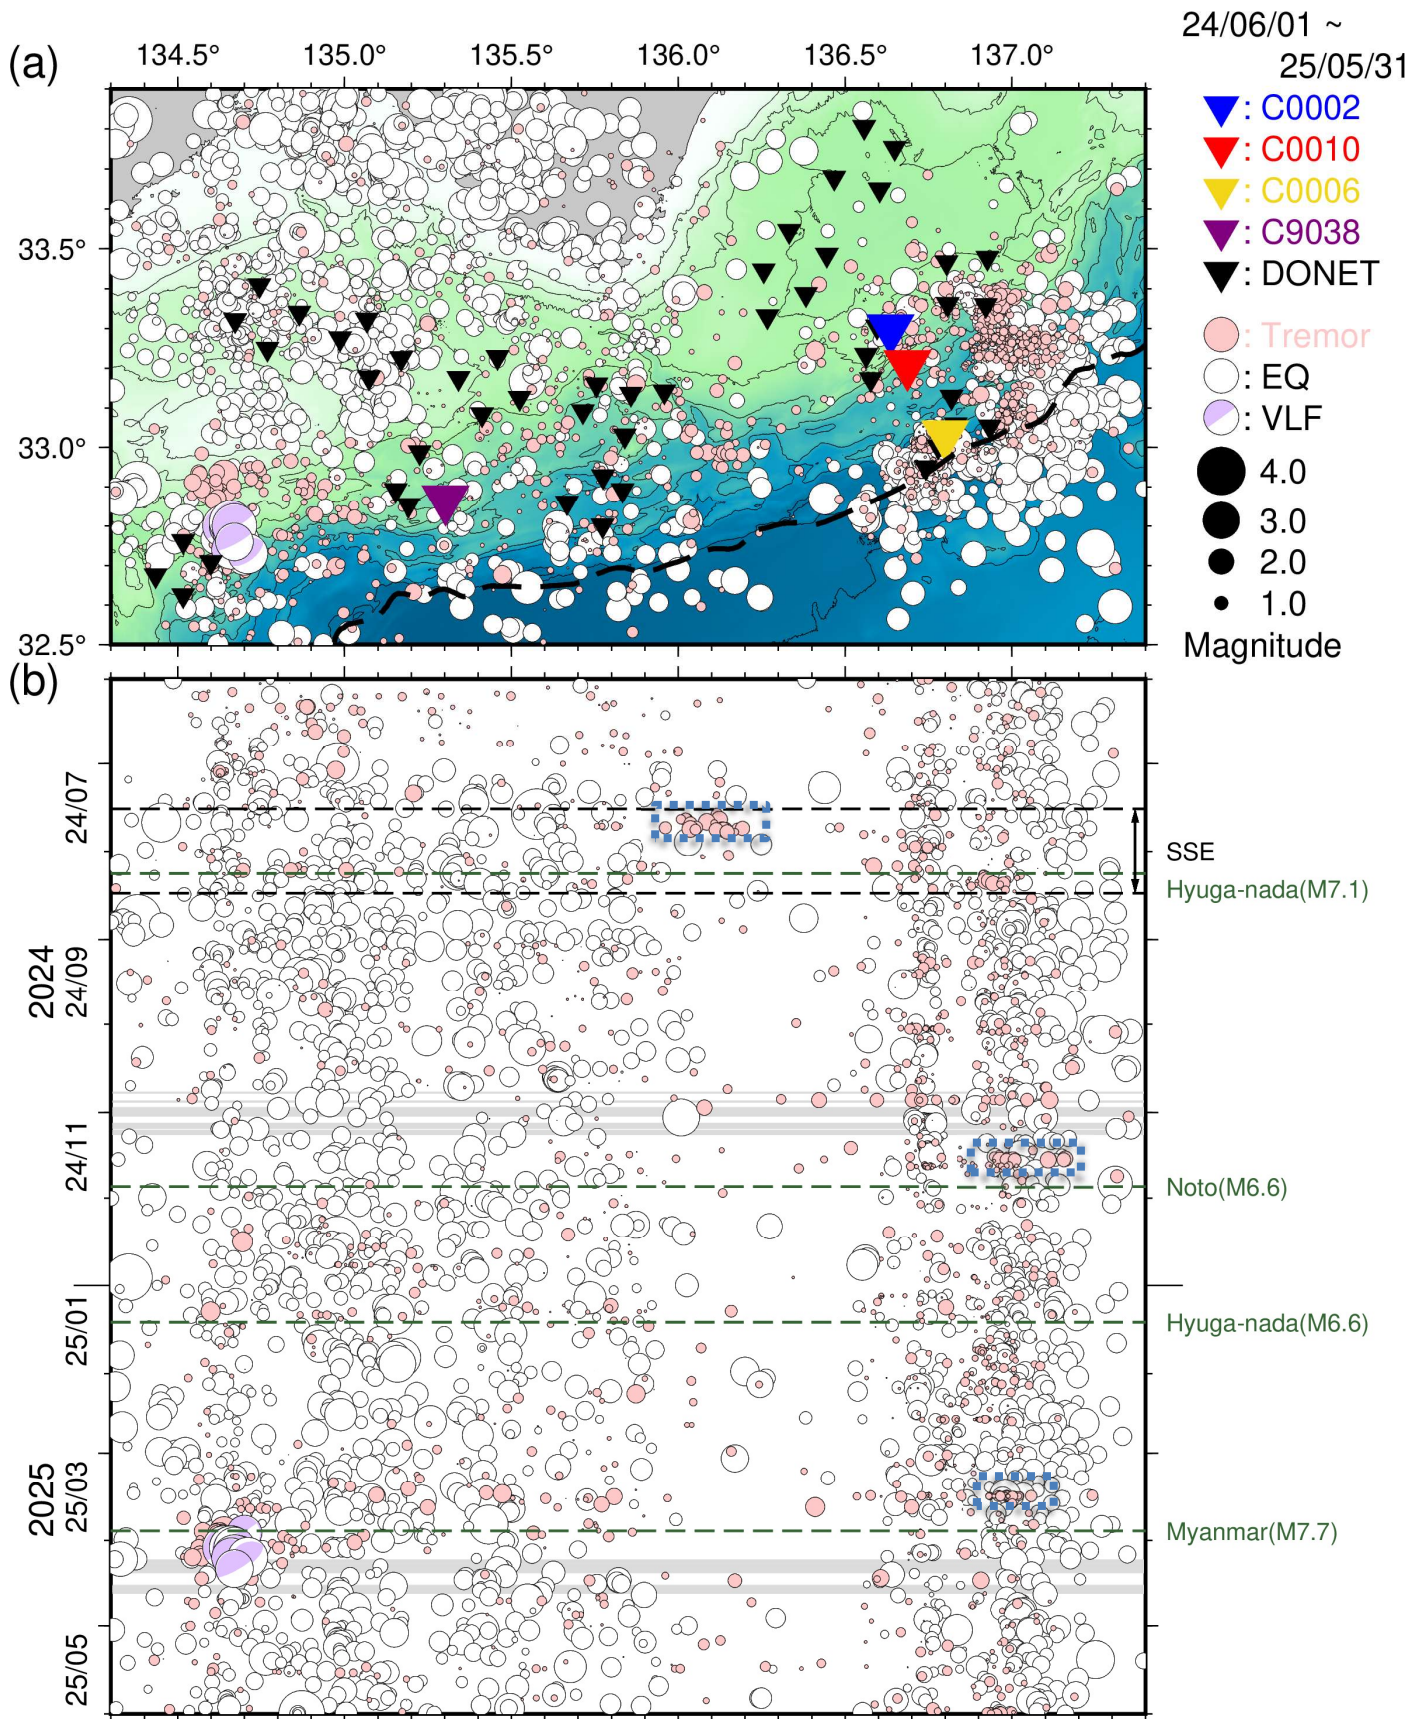 (a)
134.5° 135.0° 135.5° 136.0° 136.5° 137.0°
33.5°
33.0°
32.5°
24/06/01 ~
25/05/31
: C0002
: C0010
: C0006
: C9038
: DONET
: Tremor
: EQ
: VLF
4.0
3.0
2.0
1.0
Magnitude
(b)
2024
2025
24/07
24/09
24/11
25/01
25/03
25/05
SSE
Hyuga-nada(M7.1)
Noto(M6.6)
Hyuga-nada(M6.6)
Myanmar(M7.7)